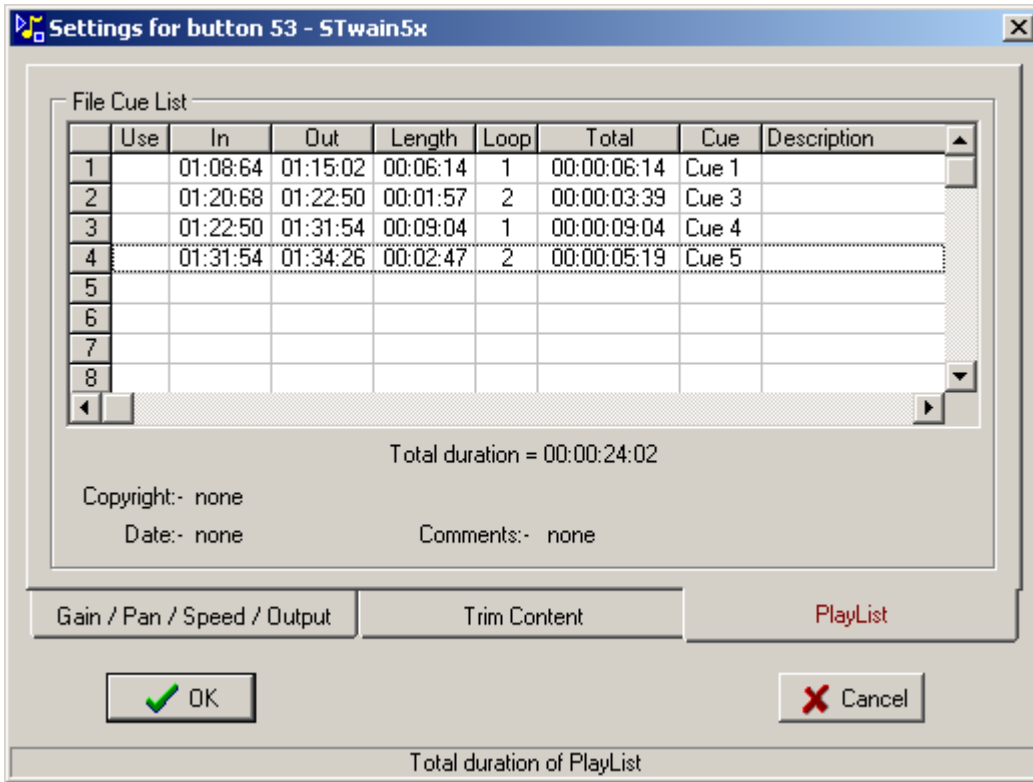 Settings for button 53 - STwain5x
File Cue List
Use In Out Length Loop Total Cue Description
1 01:08:64 01:15:02 00:06:14 1 00:00:06:14 Cue 1
2 01:20:68 01:22:50 00:01:57 2 00:00:03:39 Cue 3
3 01:22:50 01:31:54 00:09:04 1 00:00:09:04 Cue 4
4 01:31:54 01:34:26 00:02:47 2 00:00:05:19 Cue 5
5
6
7
8
Total duration = 00:00:24:02
Copyright:- none
Date:- none Comments:- none
Gain / Pan / Speed / Output Trim Content PlayList
OK Cancel
Total duration of PlayList